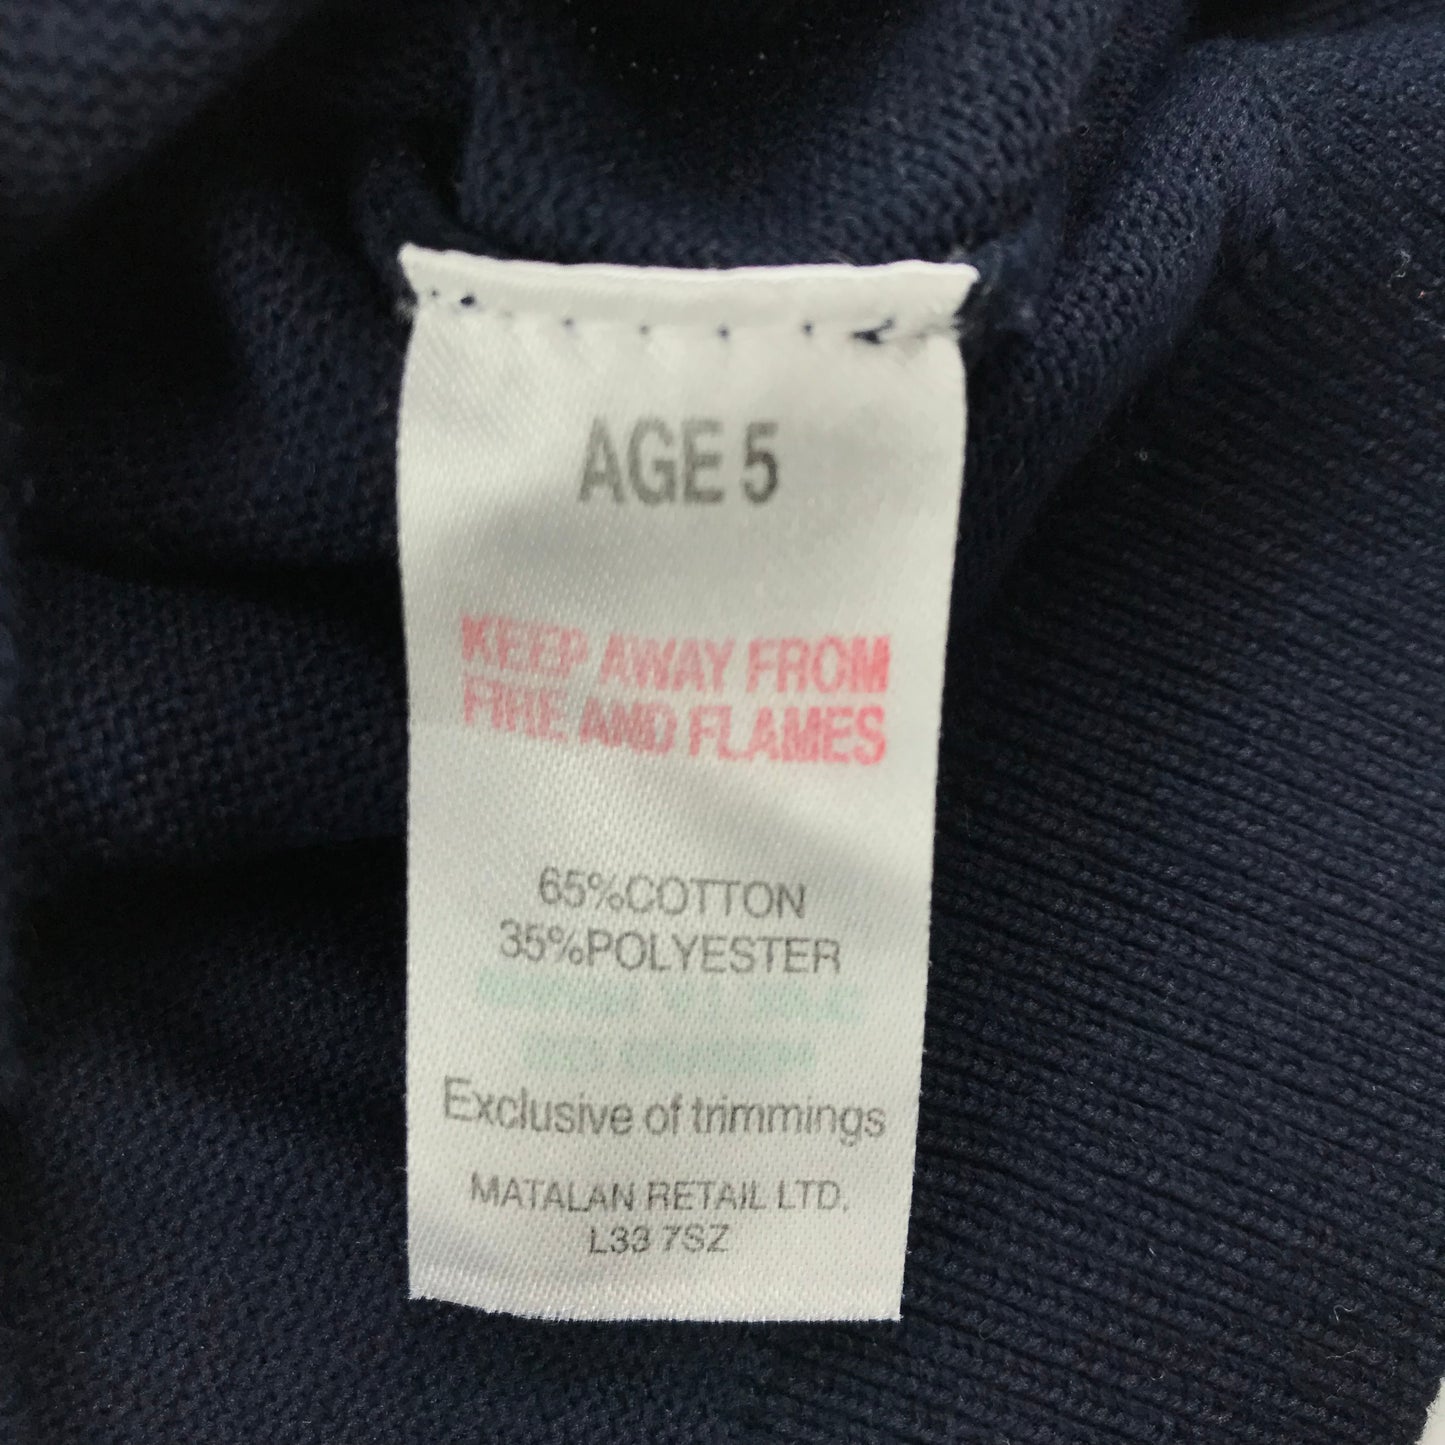 AGE 5
KEEP AWAY FROM
FIRE AND FLAMES
65%COTTON
35%POLYESTER
Exclusive of trimmings
MATALAN RETAIL LTD.
L33 7SZ